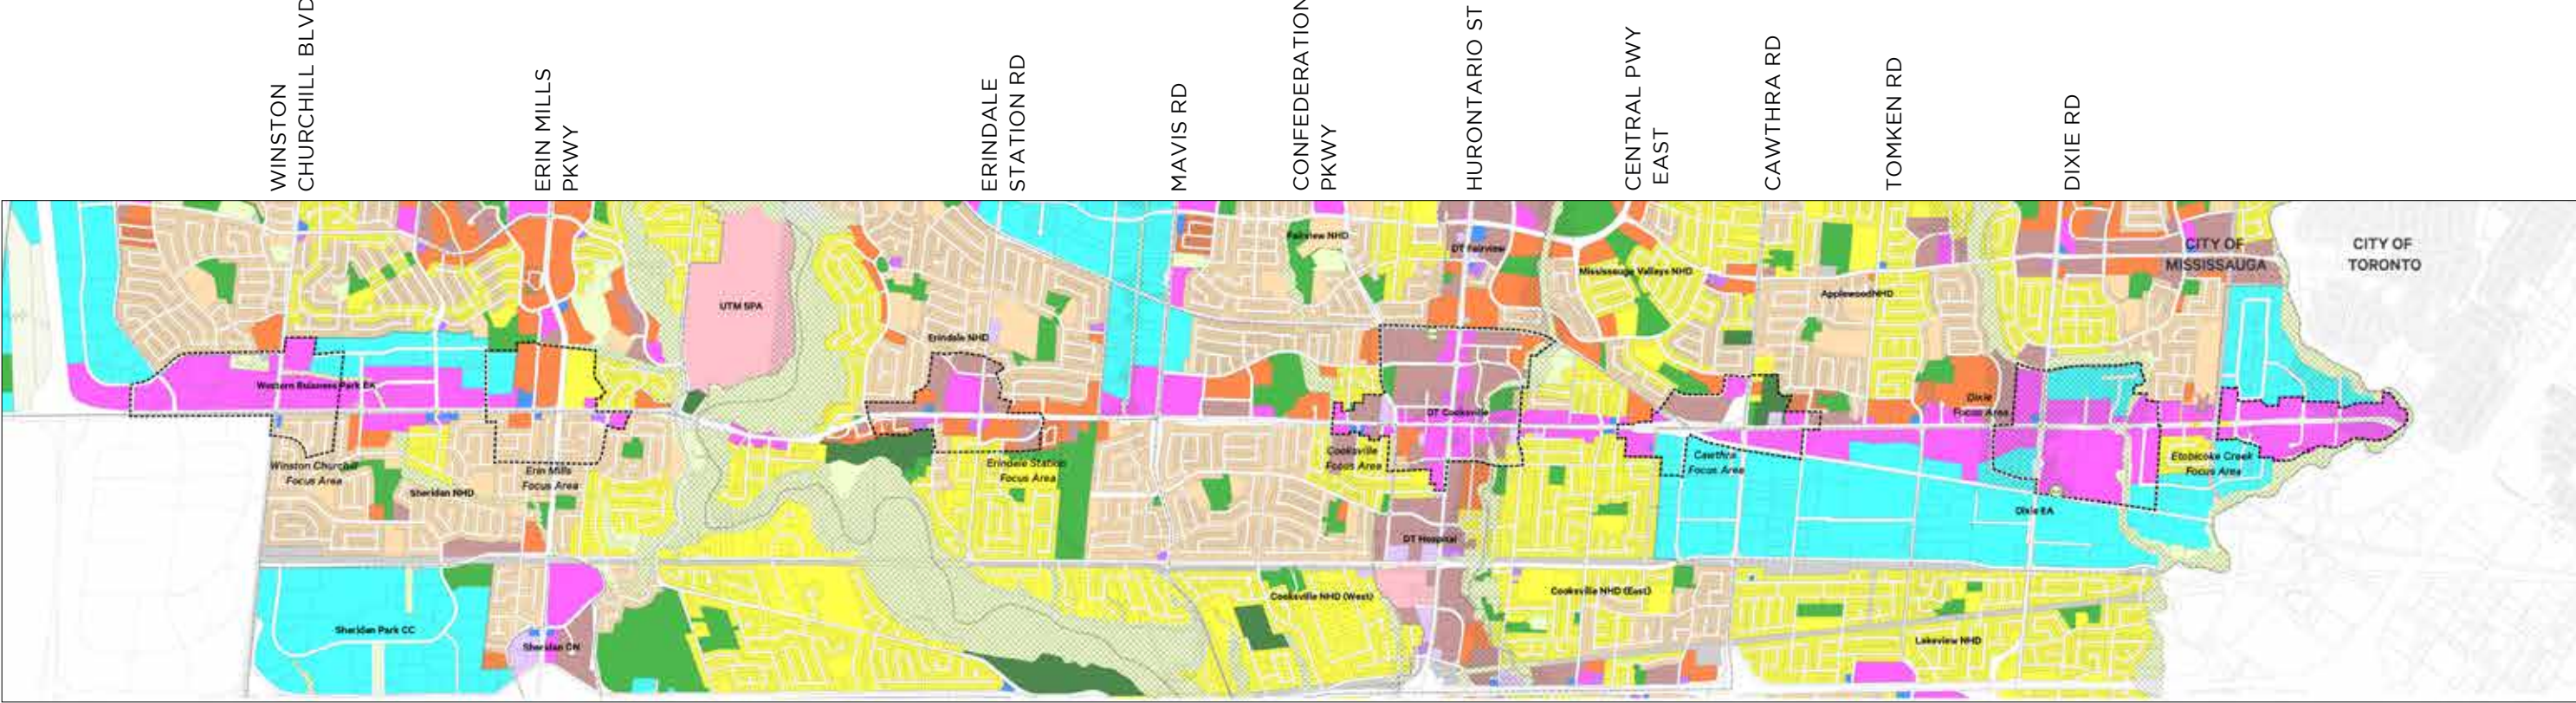 WINSTON
CHURCHILL BLVD
ERIN MILLS
PKWY
ERINDALE
STATION RD
MAVIS RD
CONFEDERATION
PKWY
HURONTARIO ST
CENTRAL PWY
EAST
CAWTHRA RD
TOMKEN RD
DIXIE RD
Fairview NHD
DT Fairview
CITY OF
MISSISSAUGA
CITY OF
TORONTO
Mississauga Valleys NHD
ApplewoodNHD
UTM SPA
Erindale NHD
Western Business Park EA
Dixie
Focus Area
DT Cooksville
Winston Churchill
Focus Area
Erin Mills
Focus Area
Erindale Station
Focus Area
Cooksville
Focus Area
Cawthra
Focus Area
Etobicoke Creek
Focus Area
Sheridan NHD
Dixie EA
DT Hospital
Cooksville NHD (West)
Cooksville NHD (East)
Sheridan Park CC
Sheridan CN
Lakeview NHD